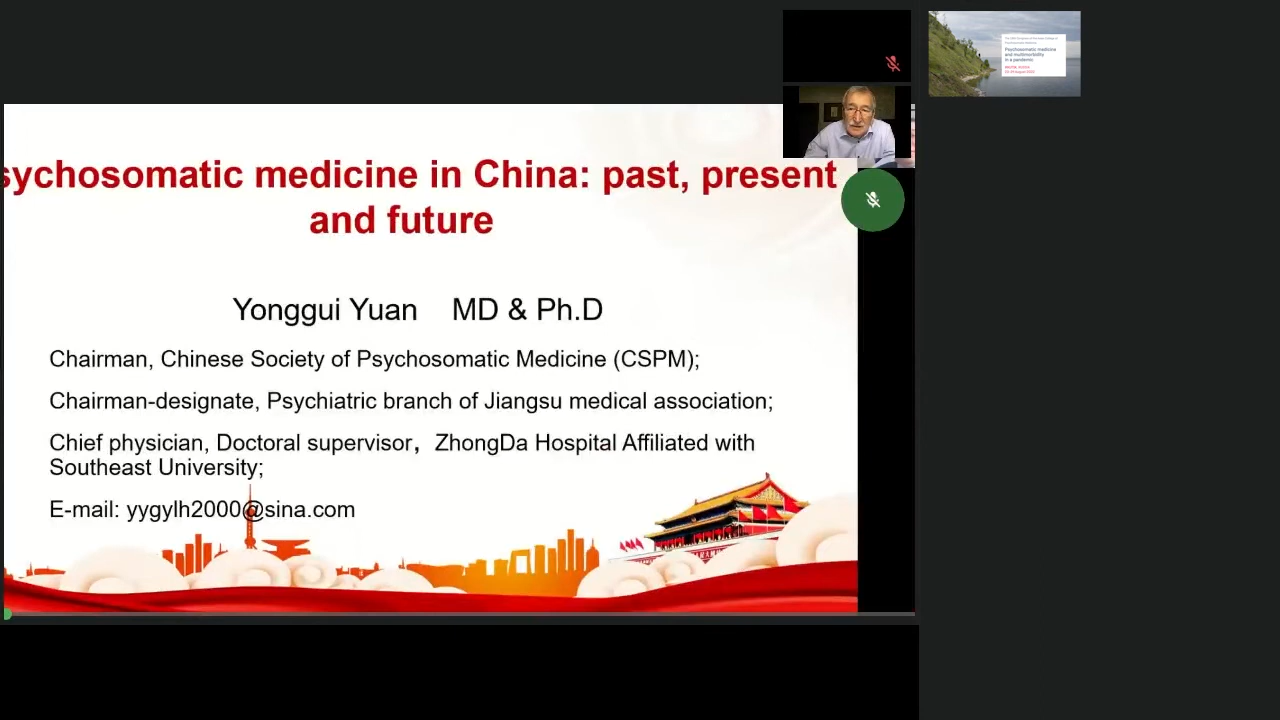 sychosomatic medicine in China: past, present
and future
Yonggui Yuan MD & Ph.D
Chairman, Chinese Society of Psychosomatic Medicine (CSPM);
Chairman-designate, Psychiatric branch of Jiangsu medical association;
Chief physician, Doctoral supervisor，ZhongDa Hospital Affiliated with
Southeast University;
E-mail: yygylh2000@sina.com
Psychosomatic medicine
and multimorbidity
in a pandemic